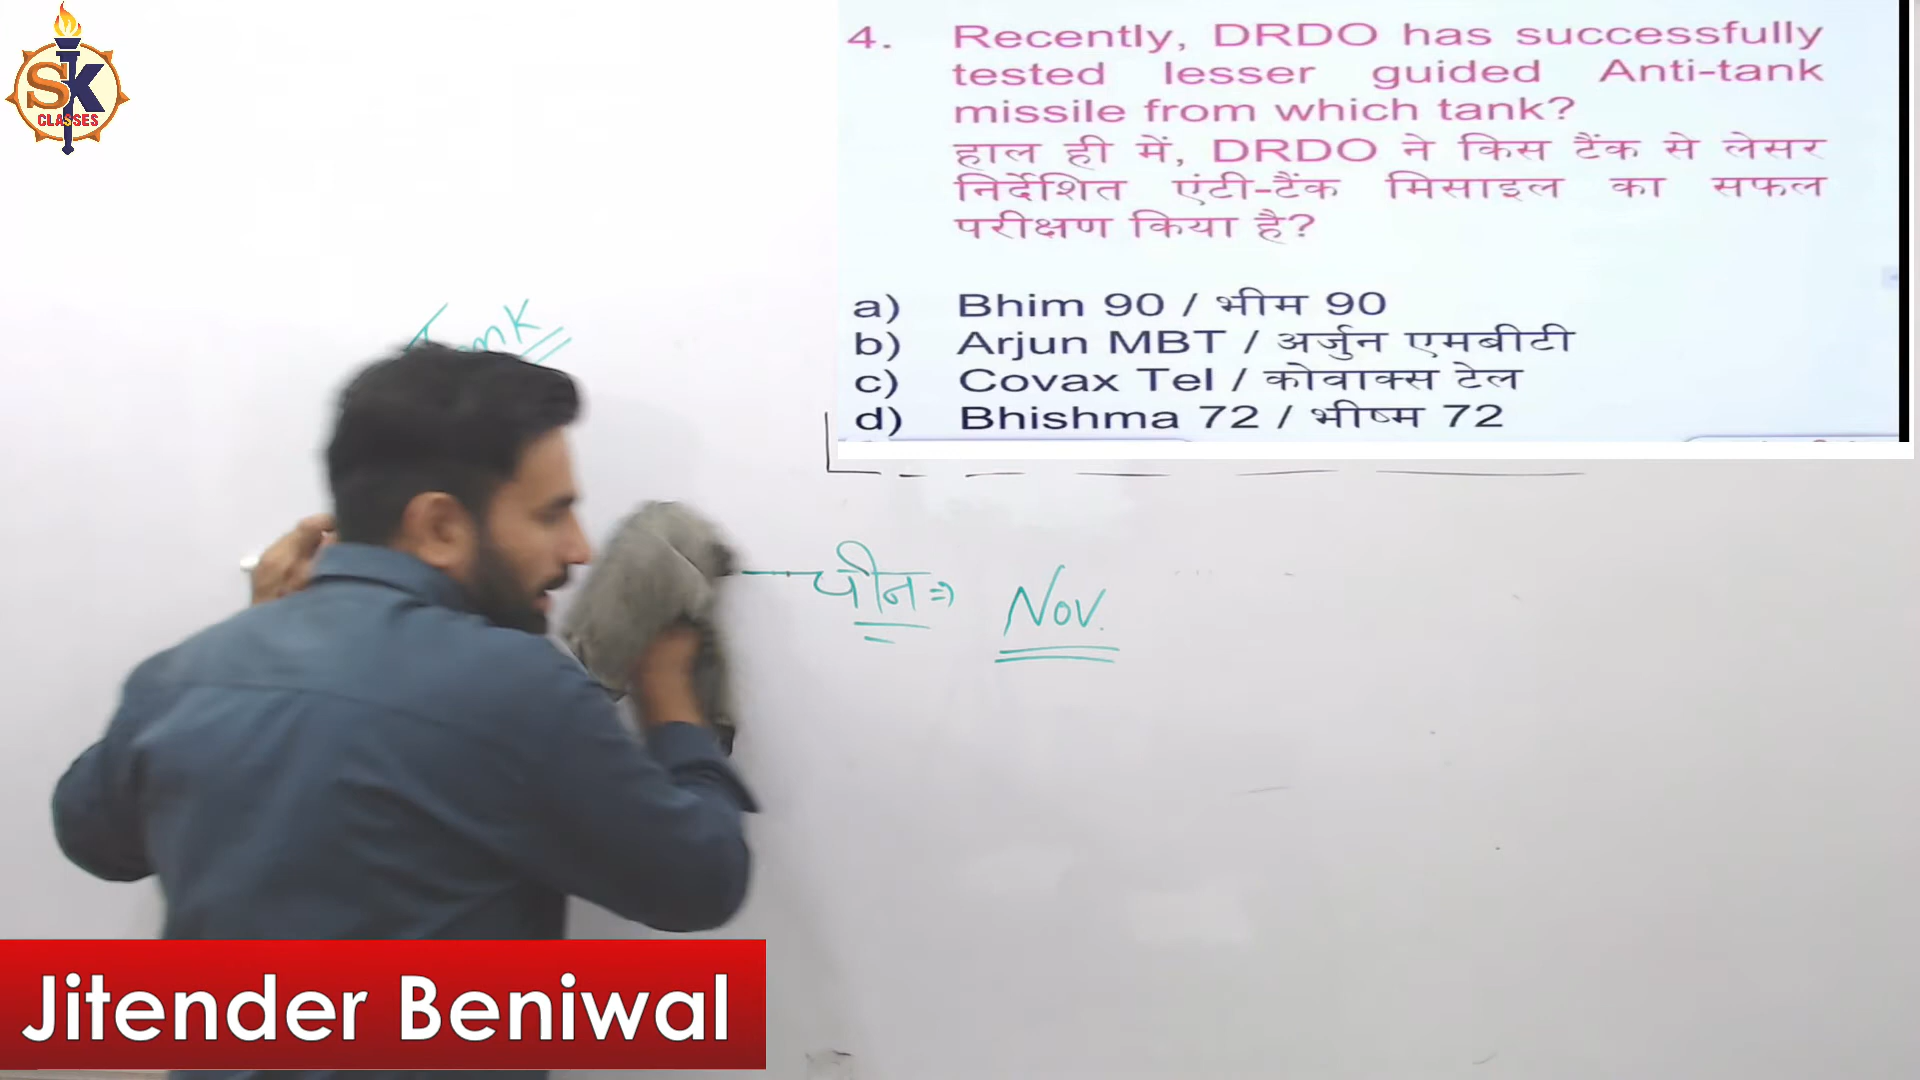 SK
CLASSES
4. Recently, DRDO has successfully
tested lesser guided Anti-tank
missile from which tank?
हाल ही में, DRDO ने किस टैंक से लेसर
निर्देशित एंटी-टैंक मिसाइल का सफल
परीक्षण किया है?
a) Bhim 90 / भीम 90
b) Arjun MBT / अर्जुन एमबीटी
c) Covax Tel / कोवाक्स टेल
d) Bhishma 72 / भीष्म 72
Nov.
Jitender Beniwal